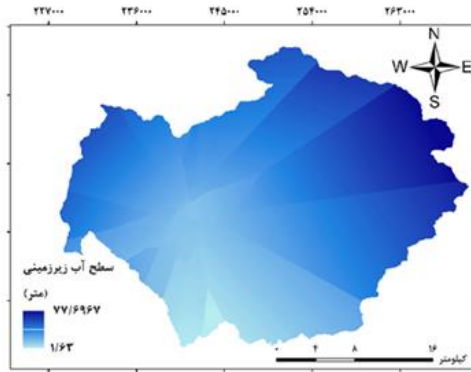 ۲۲۷۰۰۰ ۲۳۶۰۰۰ ۲۴۵۰۰۰ ۲۵۴۰۰۰ ۲۶۳۰۰۰
N
W E
S
سطح آب زیرزمینی
(متر)
۷۷/۶۹۶۷
۱/۶۳
۰ ۴ ۸ ۱۶
کیلومتر